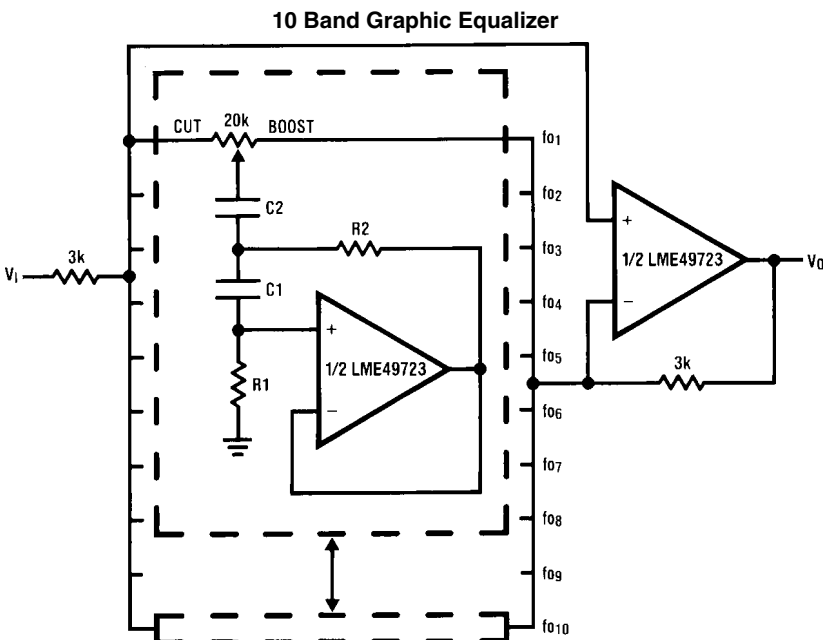 10 Band Graphic Equalizer
CUT
20k
BOOST
fo1
C2
fo2
R2
fo3
3k
Vi
C1
fo4
+
1/2 LME49723
−
R1
fo5
+
1/2 LME49723
−
Vo
3k
fo6
fo7
fo8
fo9
fo10